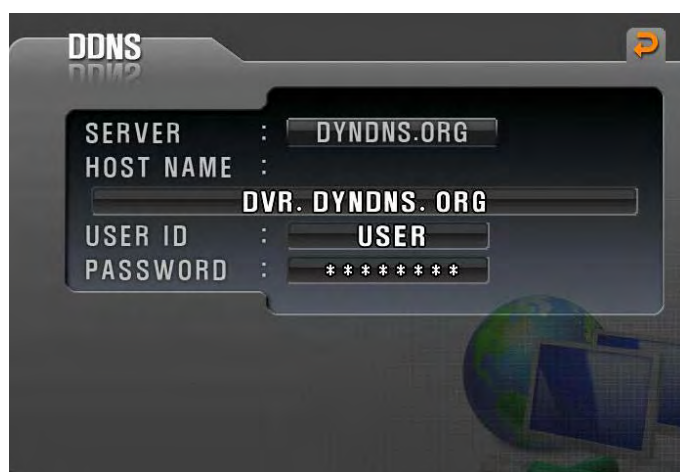 DDNS
SERVER : DYNDNS.ORG
HOST NAME :
DVR. DYNDNS. ORG
USER ID : USER
PASSWORD : ********